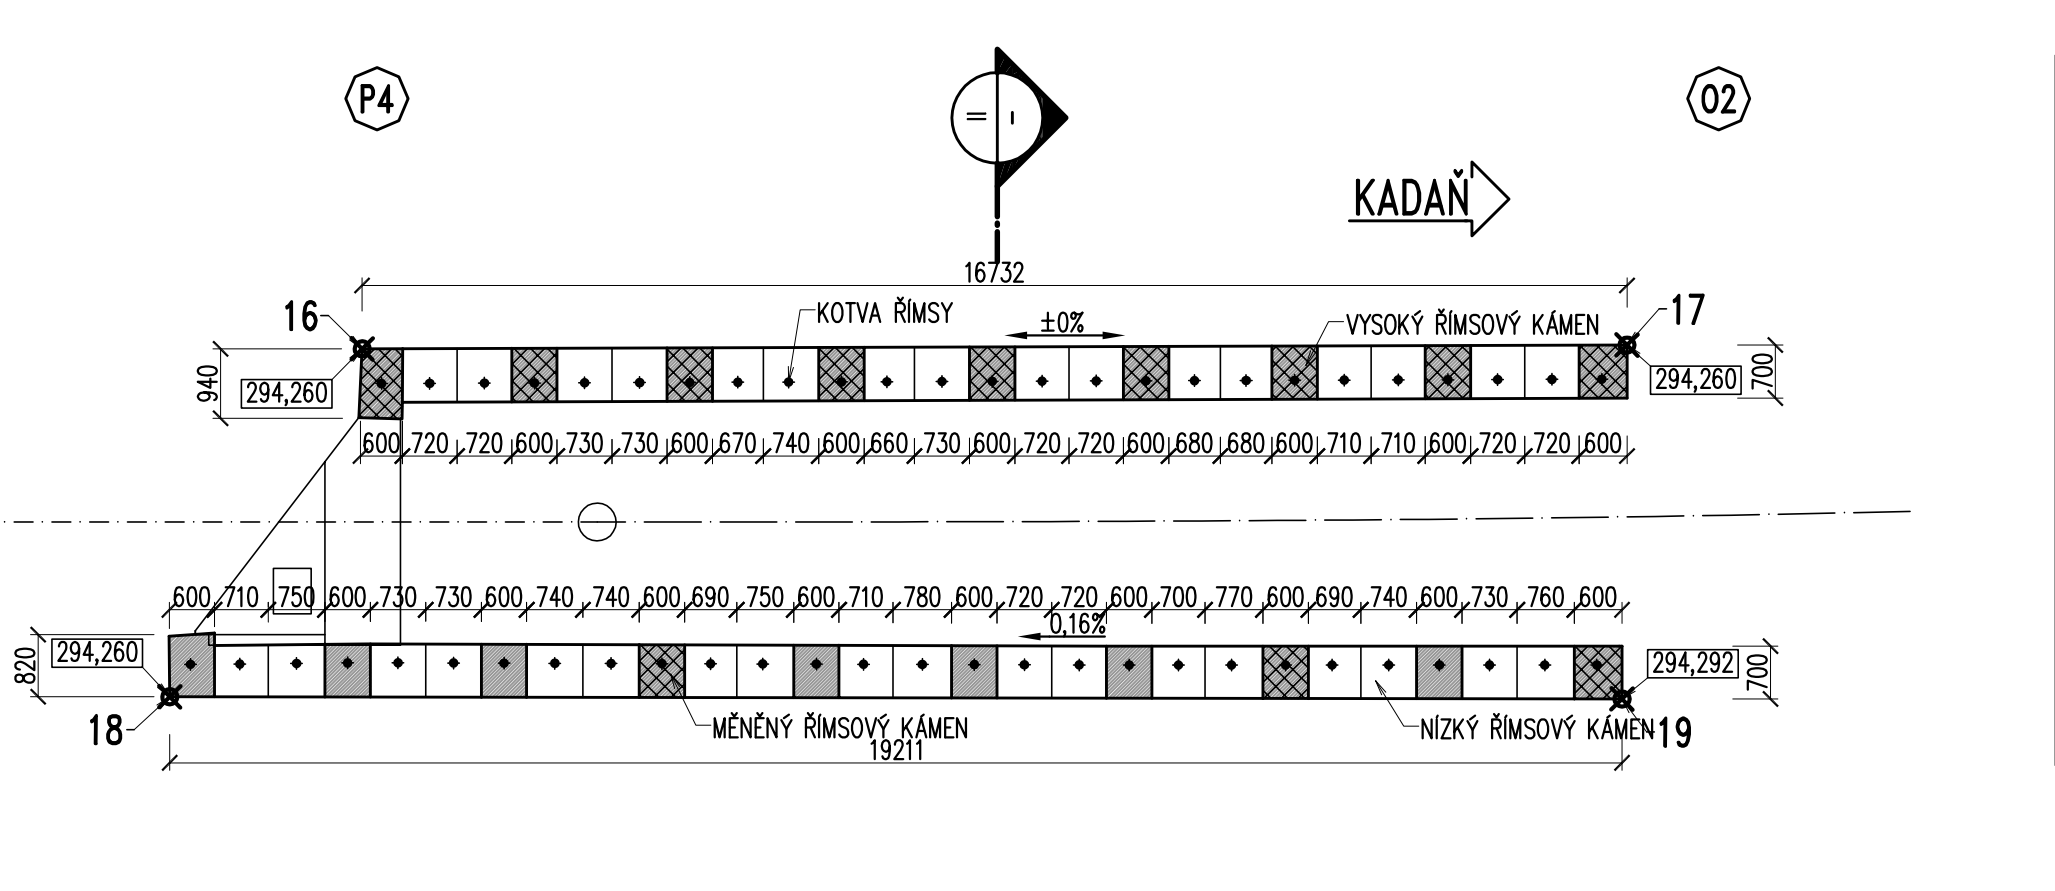 P4
O2
KADAŇ
16732
16
KOTVA ŘÍMSY
±0%
VYSOKÝ ŘÍMSOVÝ KÁMEN
17
940
294,260
294,260
700
600 720 720 600 730 730 600 670 740 600 660 730 600 720 720 600 680 680 600 710 710 600 720 720 600
600 710 750 600 730 730 600 740 740 600 690 750 600 710 780 600 720 720 600 700 770 600 690 740 600 730 760 600
0,16%
820
294,260
294,292
700
18
MĚNĚNÝ ŘÍMSOVÝ KÁMEN
NÍZKÝ ŘÍMSOVÝ KÁMEN
19
19211